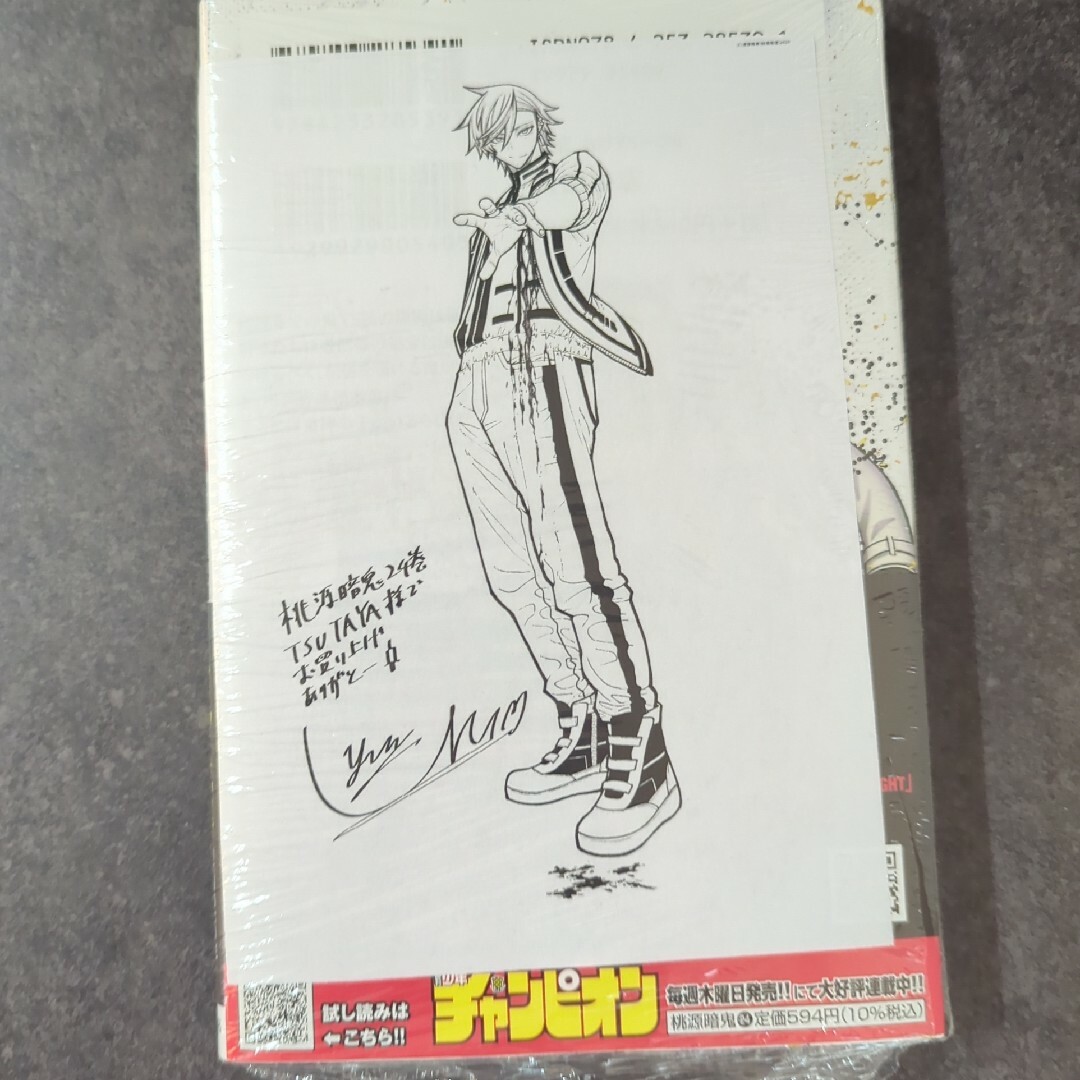 桃源暗鬼24巻
TSUTAYA様で
お買り上げ
ありがとー!!
試し読みは
←こちら!!
少年チャンピオン
毎週木曜日発売!!にて大好評連載中!!
桃源暗鬼24定価594円(10%税込)